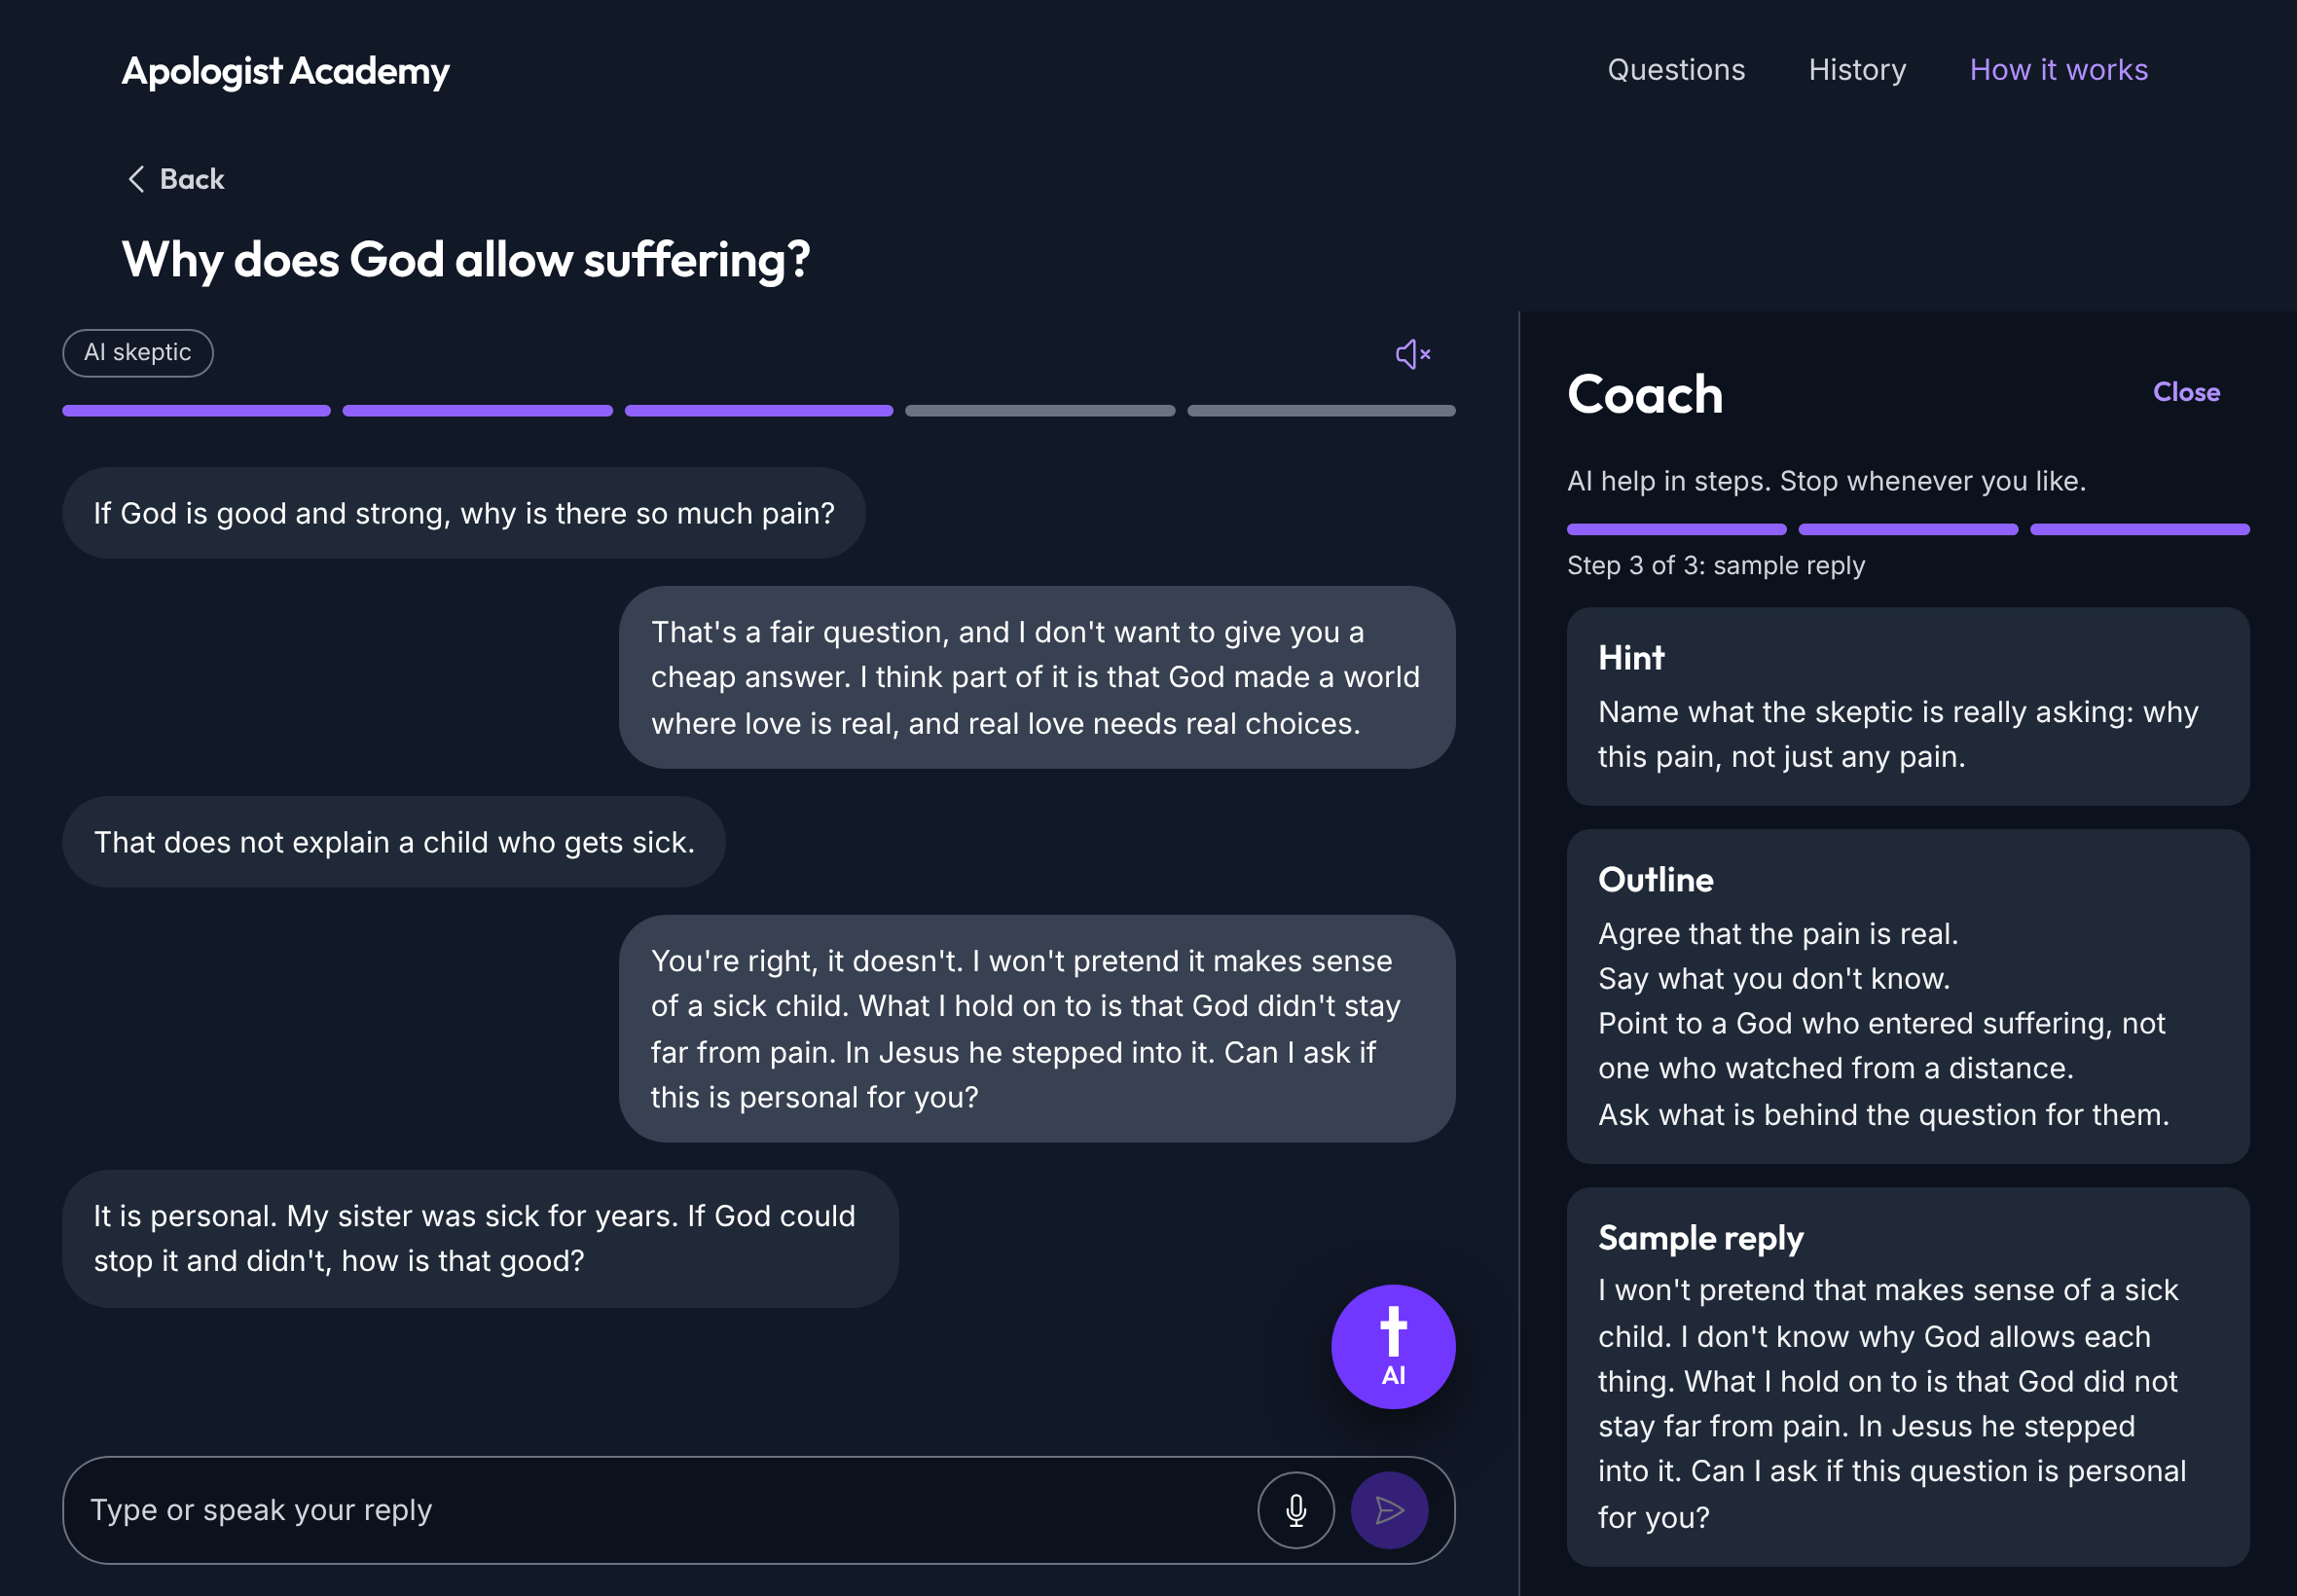 Apologist Academy
Questions
History
How it works
Back
Why does God allow suffering?
AI skeptic
If God is good and strong, why is there so much pain?
That's a fair question, and I don't want to give you a
cheap answer. I think part of it is that God made a world
where love is real, and real love needs real choices.
That does not explain a child who gets sick.
You're right, it doesn't. I won't pretend it makes sense
of a sick child. What I hold on to is that God didn't stay
far from pain. In Jesus he stepped into it. Can I ask if
this is personal for you?
It is personal. My sister was sick for years. If God could
stop it and didn't, how is that good?
AI
Type or speak your reply
Coach
Close
AI help in steps. Stop whenever you like.
Step 3 of 3: sample reply
Hint
Name what the skeptic is really asking: why
this pain, not just any pain.
Outline
Agree that the pain is real.
Say what you don't know.
Point to a God who entered suffering, not
one who watched from a distance.
Ask what is behind the question for them.
Sample reply
I won't pretend that makes sense of a sick
child. I don't know why God allows each
thing. What I hold on to is that God did not
stay far from pain. In Jesus he stepped
into it. Can I ask if this question is personal
for you?